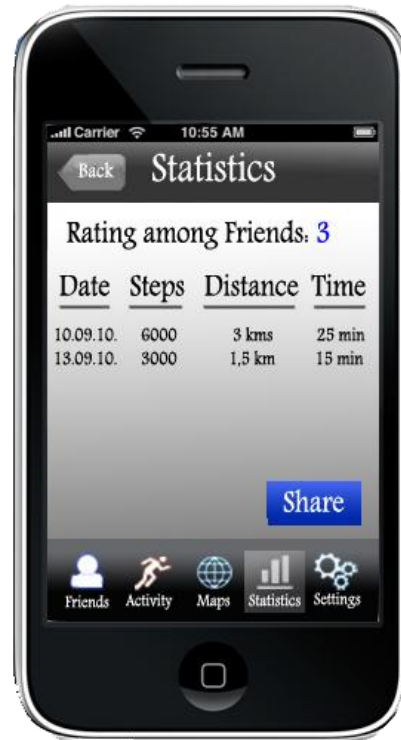 Carrier 10:55 AM
Back Statistics
Rating among Friends: 3
Date Steps Distance Time
10.09.10. 6000 3 kms 25 min
13.09.10. 3000 1,5 km 15 min
Share
Friends Activity Maps Statistics Settings